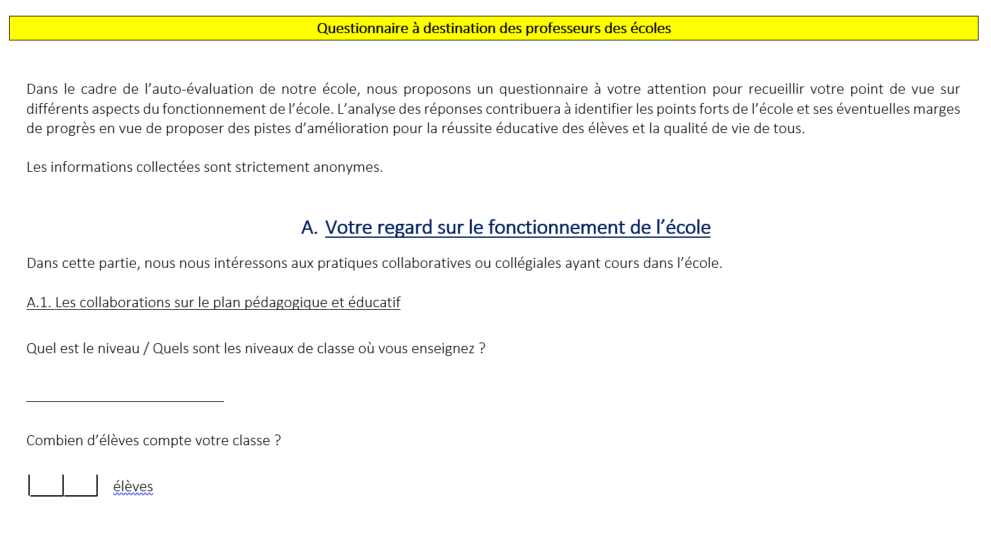 Questionnaire à destination des professeurs des écoles
Dans le cadre de l’auto-évaluation de notre école, nous proposons un questionnaire à votre attention pour recueillir votre point de vue sur
différents aspects du fonctionnement de l’école. L’analyse des réponses contribuera à identifier les points forts de l’école et ses éventuelles marges
de progrès en vue de proposer des pistes d’amélioration pour la réussite éducative des élèves et la qualité de vie de tous.
Les informations collectées sont strictement anonymes.
A. Votre regard sur le fonctionnement de l’école
Dans cette partie, nous nous intéressons aux pratiques collaboratives ou collégiales ayant cours dans l’école.
A.1. Les collaborations sur le plan pédagogique et éducatif
Quel est le niveau / Quels sont les niveaux de classe où vous enseignez ?
Combien d’élèves compte votre classe ?
élèves